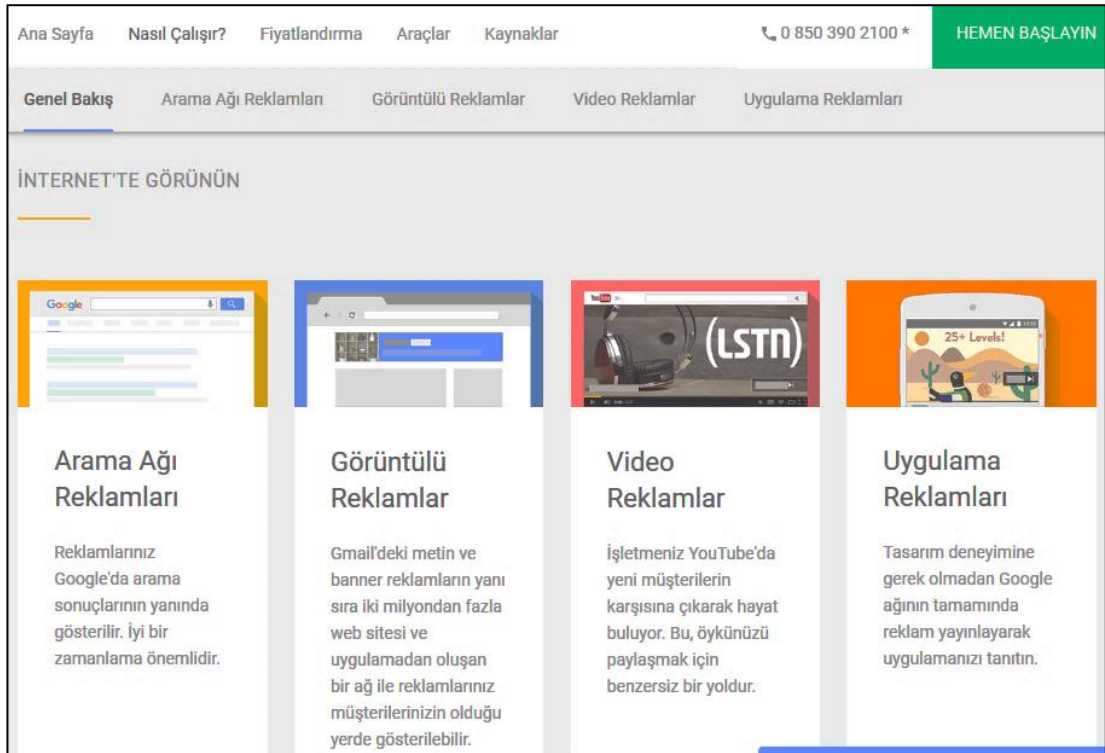 Ana Sayfa Nasıl Çalışır? Fiyatlandırma Araçlar Kaynaklar 0 850 390 2100 * HEMEN BAŞLAYIN
Genel Bakış Arama Ağı Reklamları Görüntülü Reklamlar Video Reklamlar Uygulama Reklamları
İNTERNET'TE GÖRÜNÜN
Google
YouTube
(LSTN)
25+ Levels!
Arama Ağı
Reklamları
Reklamlarınız
Google'da arama
sonuçlarının yanında
gösterilir. İyi bir
zamanlama önemlidir.
Görüntülü
Reklamlar
Gmail'deki metin ve
banner reklamların yanı
sıra iki milyondan fazla
web sitesi ve
uygulamadan oluşan
bir ağ ile reklamlarınız
müşterilerinizin olduğu
yerde gösterilebilir.
Video
Reklamlar
İşletmeniz YouTube'da
yeni müşterilerin
karşısına çıkarak hayat
buluyor. Bu, öykünüzü
paylaşmak için
benzersiz bir yoldur.
Uygulama
Reklamları
Tasarım deneyimine
gerek olmadan Google
ağının tamamında
reklam yayınlayarak
uygulamanızı tanıtın.